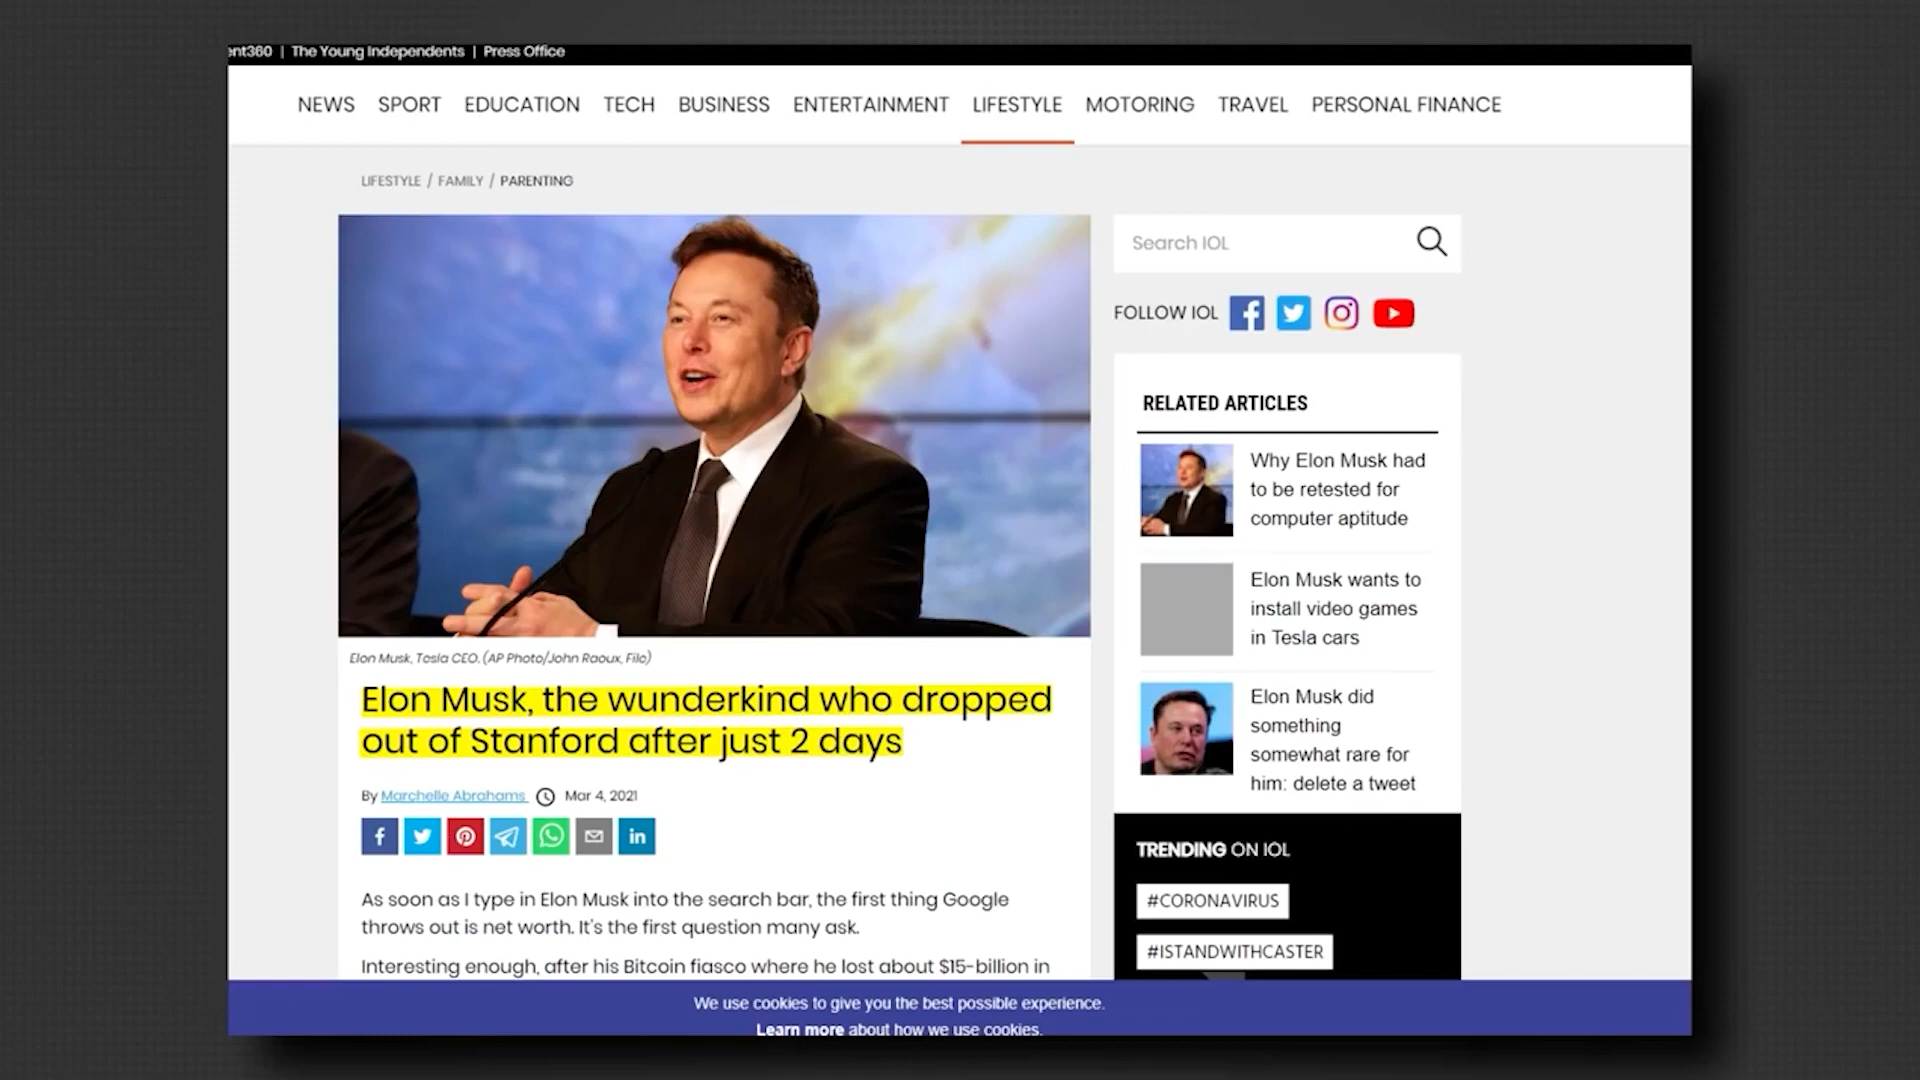 ent360 | The Young Independents | Press Office
NEWS SPORT EDUCATION TECH BUSINESS ENTERTAINMENT LIFESTYLE MOTORING TRAVEL PERSONAL FINANCE
LIFESTYLE / FAMILY / PARENTING
Elon Musk, Tesla CEO. (AP Photo/John Raoux, File)
Elon Musk, the wunderkind who dropped
out of Stanford after just 2 days
By Marchelle Abrahams Mar 4, 2021
As soon as I type in Elon Musk into the search bar, the first thing Google
throws out is net worth. It's the first question many ask.
Interesting enough, after his Bitcoin fiasco where he lost about $15-billion in
Search IOL
FOLLOW IOL
RELATED ARTICLES
Why Elon Musk had
to be retested for
computer aptitude
Elon Musk wants to
install video games
in Tesla cars
Elon Musk did
something
somewhat rare for
him: delete a tweet
TRENDING ON IOL
#CORONAVIRUS
#ISTANDWITHCASTER
We use cookies to give you the best possible experience.
Learn more about how we use cookies.